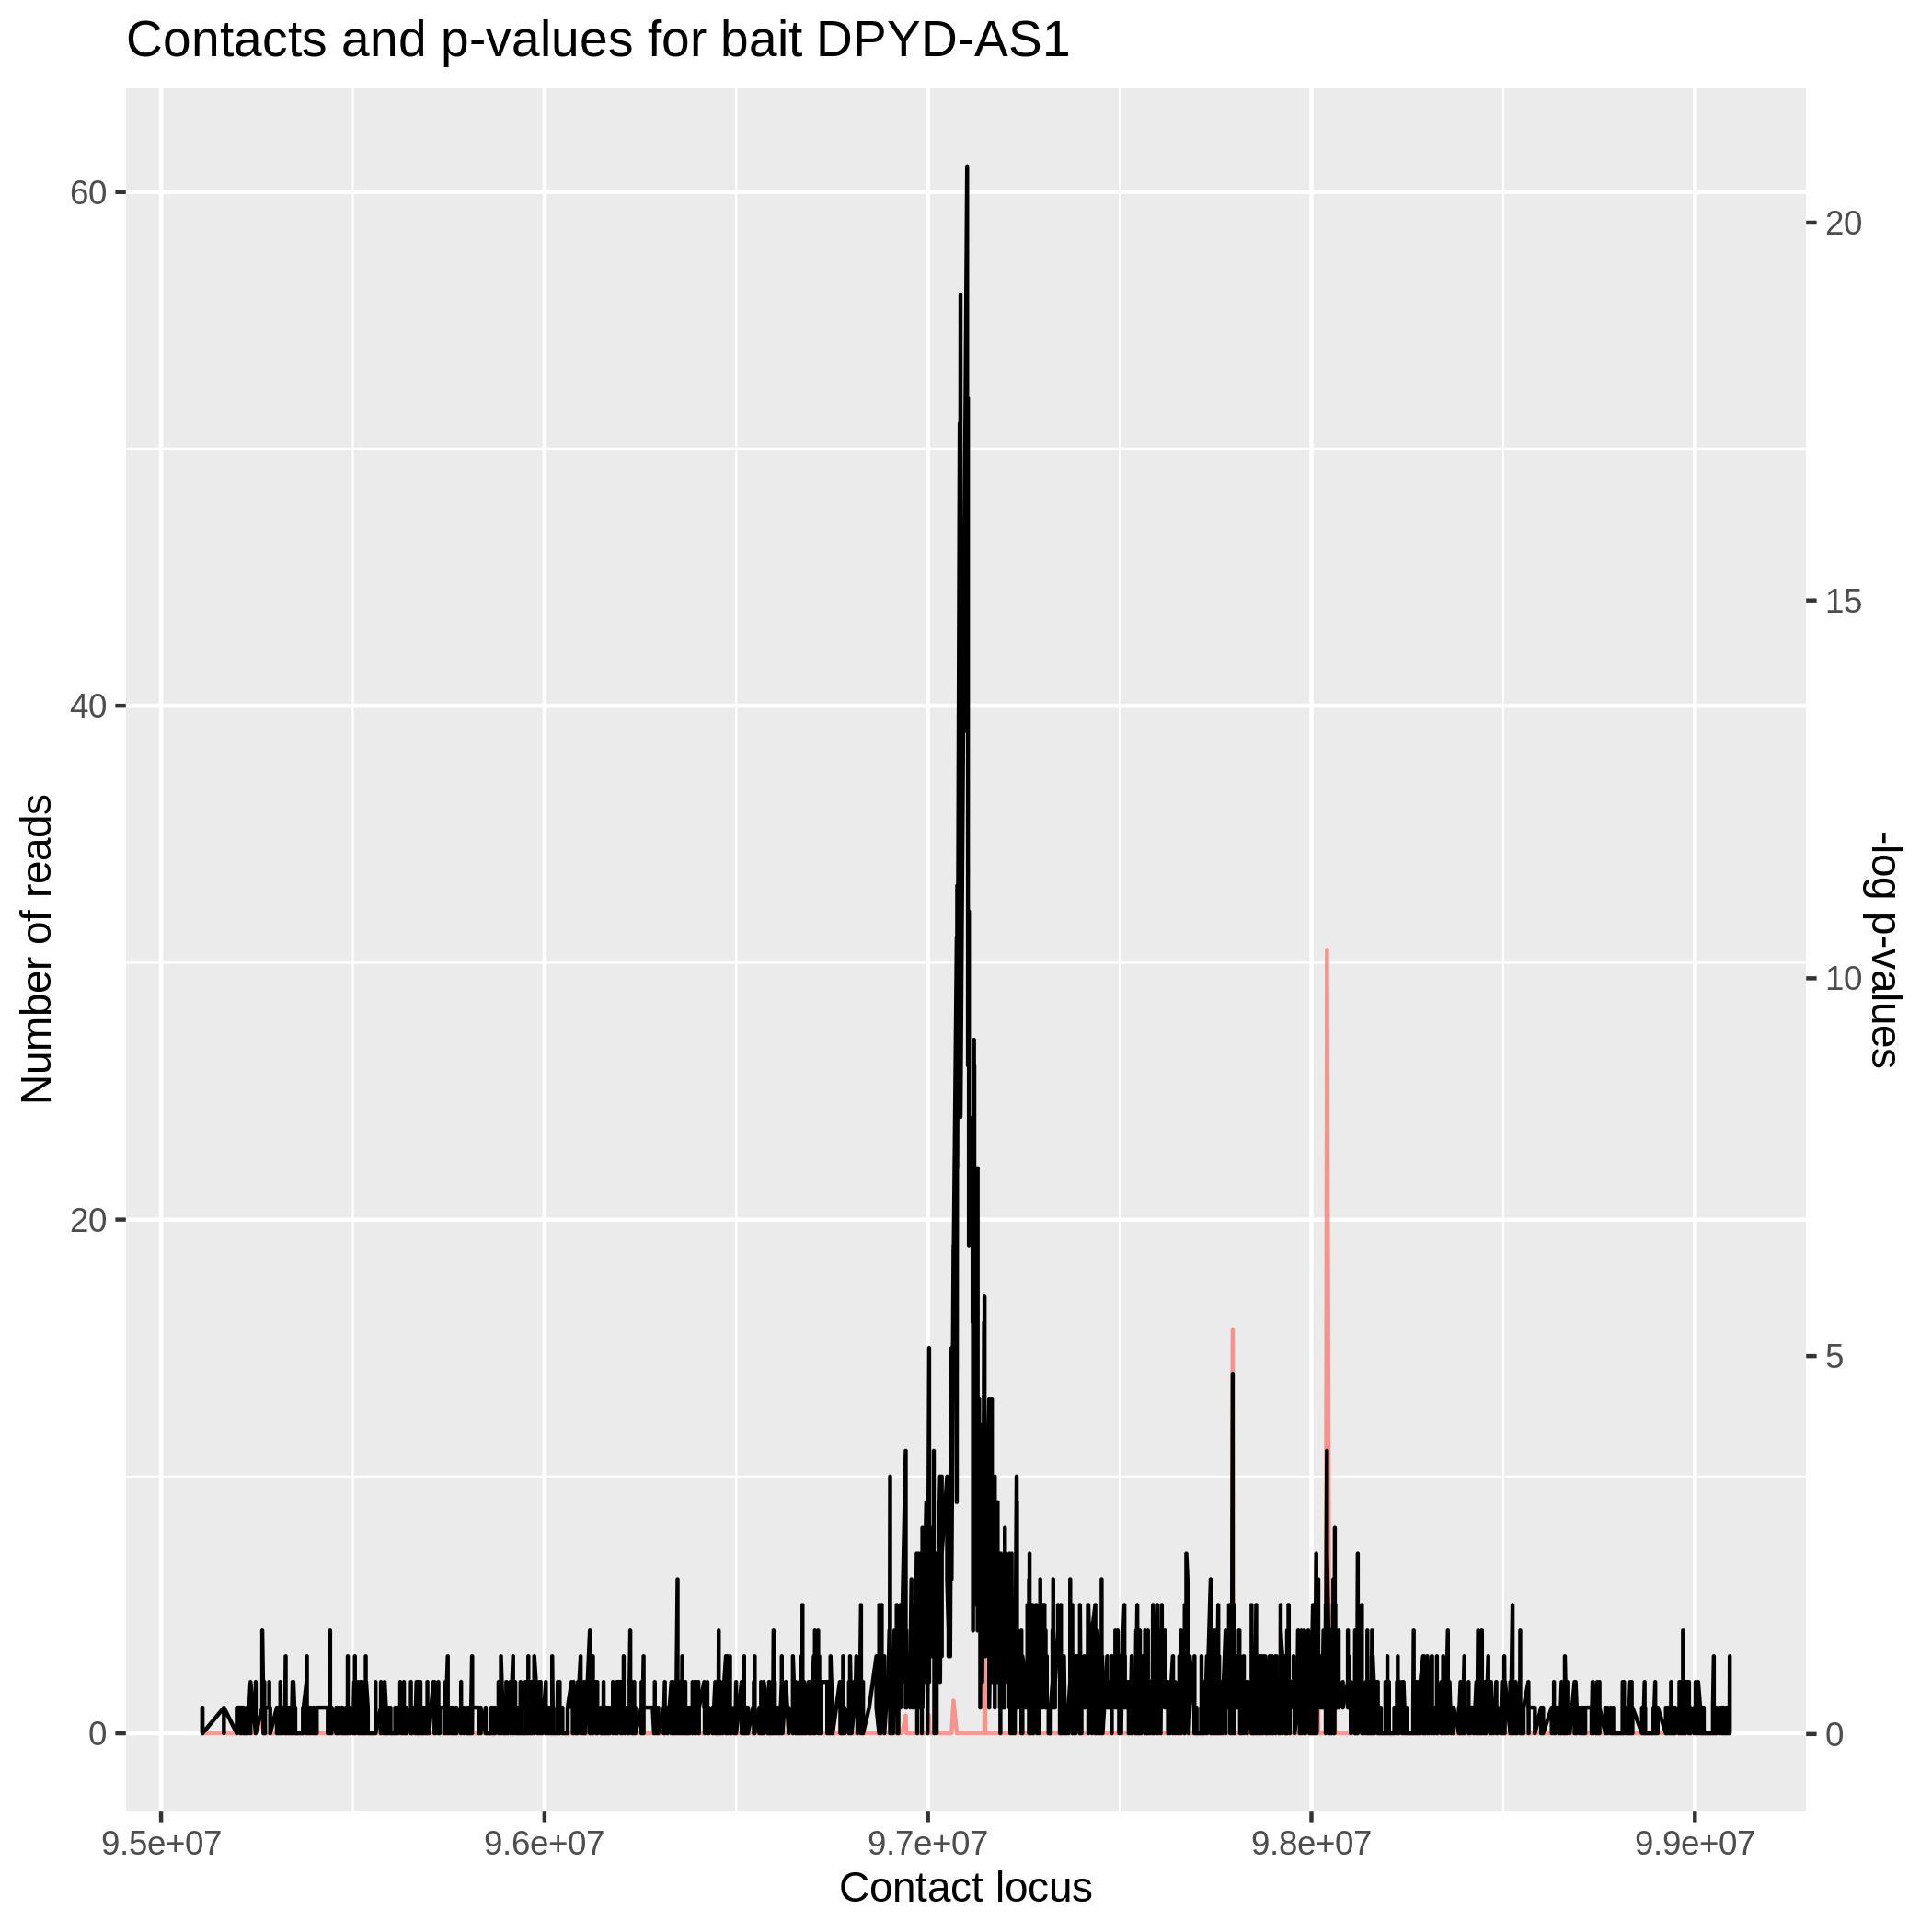 Contacts and p-values for bait DPYD-AS1
60
40
20
0
Number of reads
20
15
10
5
0
-log p-values
9.5e+07
9.6e+07
9.7e+07
9.8e+07
9.9e+07
Contact locus